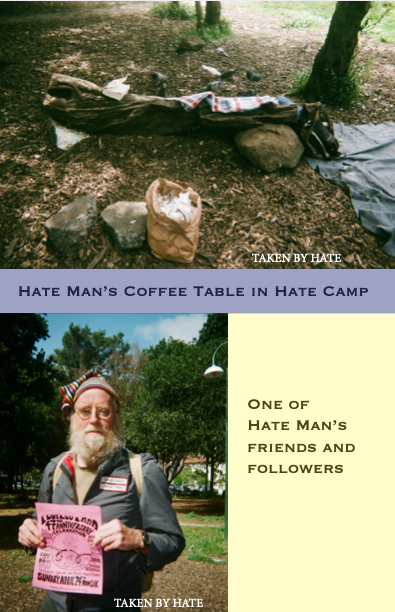 TAKEN BY HATE
HATE MAN'S COFFEE TABLE IN HATE CAMP
ONE OF
HATE MAN'S
FRIENDS AND
FOLLOWERS
ANNIVERSARY
TAKEN BY HATE